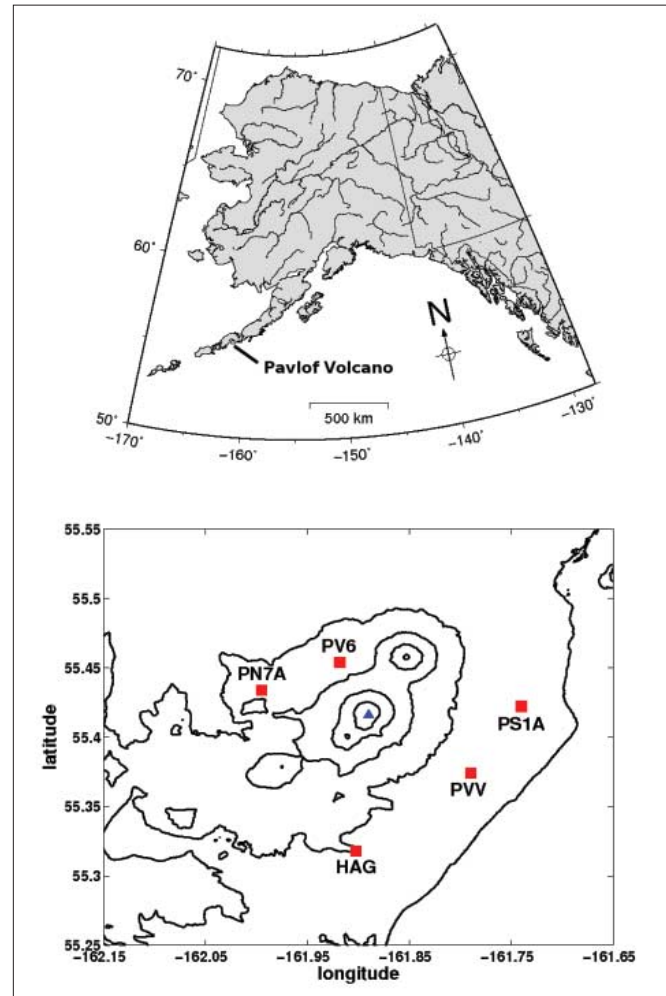 70°
60°
Pavlof Volcano
N
500 km
50°
-170°
-160°
-150°
-140°
-130°
55.55
55.5
55.45
55.4
55.35
55.3
55.25
latitude
PV6
PN7A
PS1A
PVV
HAG
-162.15
-162.05
-161.95
-161.85
-161.75
-161.65
longitude